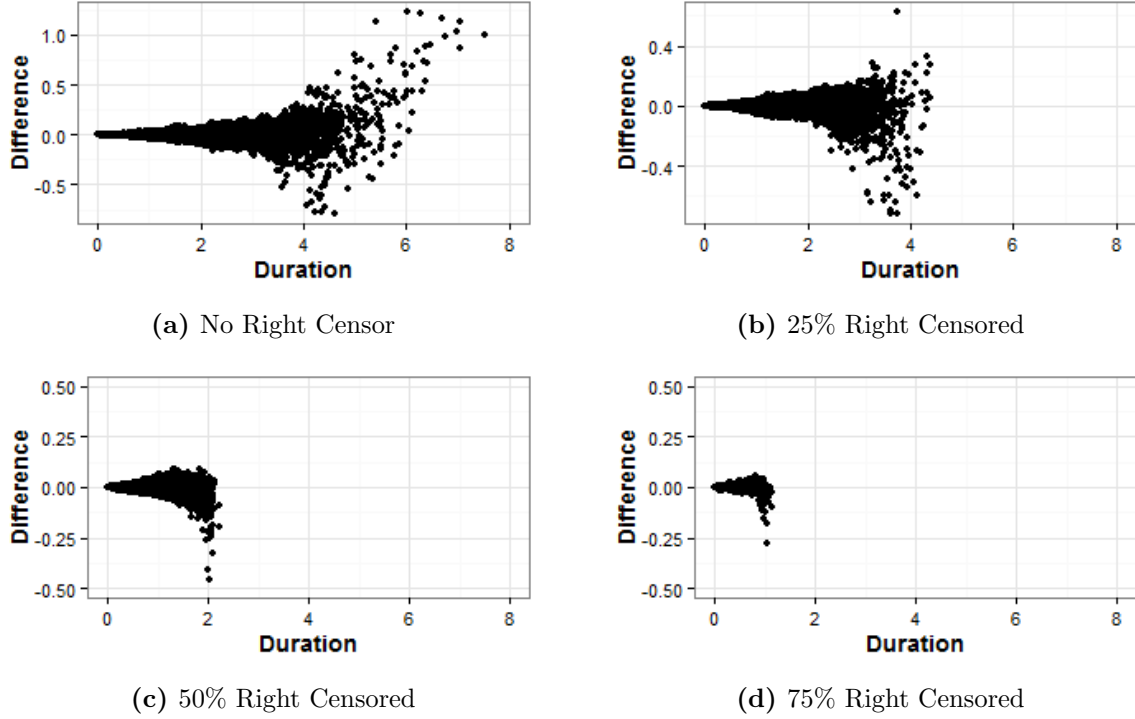 Difference
1.0
0.5
0.0
-0.5
0 2 4 6 8
Duration
(a) No Right Censor
Difference
0.4
0.0
-0.4
0 2 4 6 8
Duration
(b) 25% Right Censored
Difference
0.50
0.25
0.00
-0.25
-0.50
0 2 4 6 8
Duration
(c) 50% Right Censored
Difference
0.50
0.25
0.00
-0.25
-0.50
0 2 4 6 8
Duration
(d) 75% Right Censored